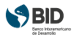 BID
Banco Interamericano
de Desarrollo